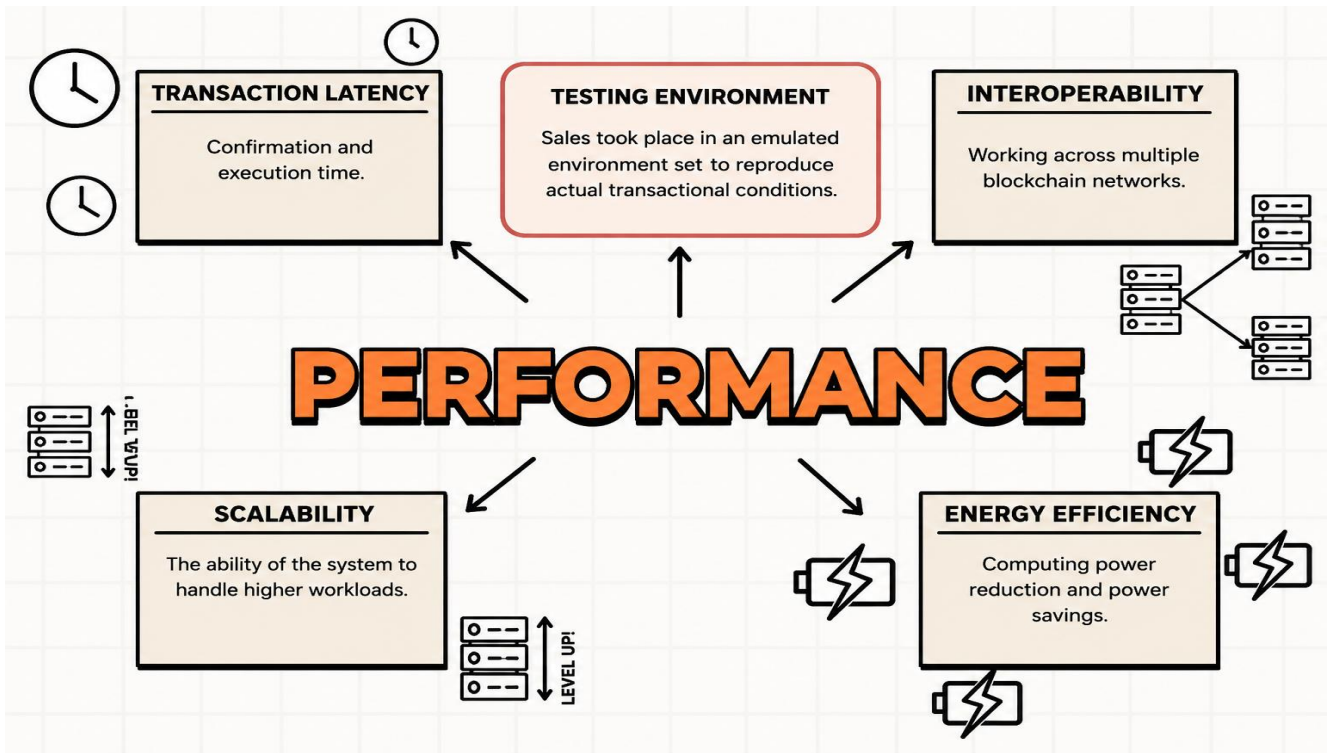 TRANSACTION LATENCY
Confirmation and
execution time.
TESTING ENVIRONMENT
Sales took place in an emulated
environment set to reproduce
actual transactional conditions.
INTEROPERABILITY
Working across multiple
blockchain networks.
PERFORMANCE
SCALABILITY
The ability of the system to
handle higher workloads.
LEVEL UP!
ENERGY EFFICIENCY
Computing power
reduction and power
savings.